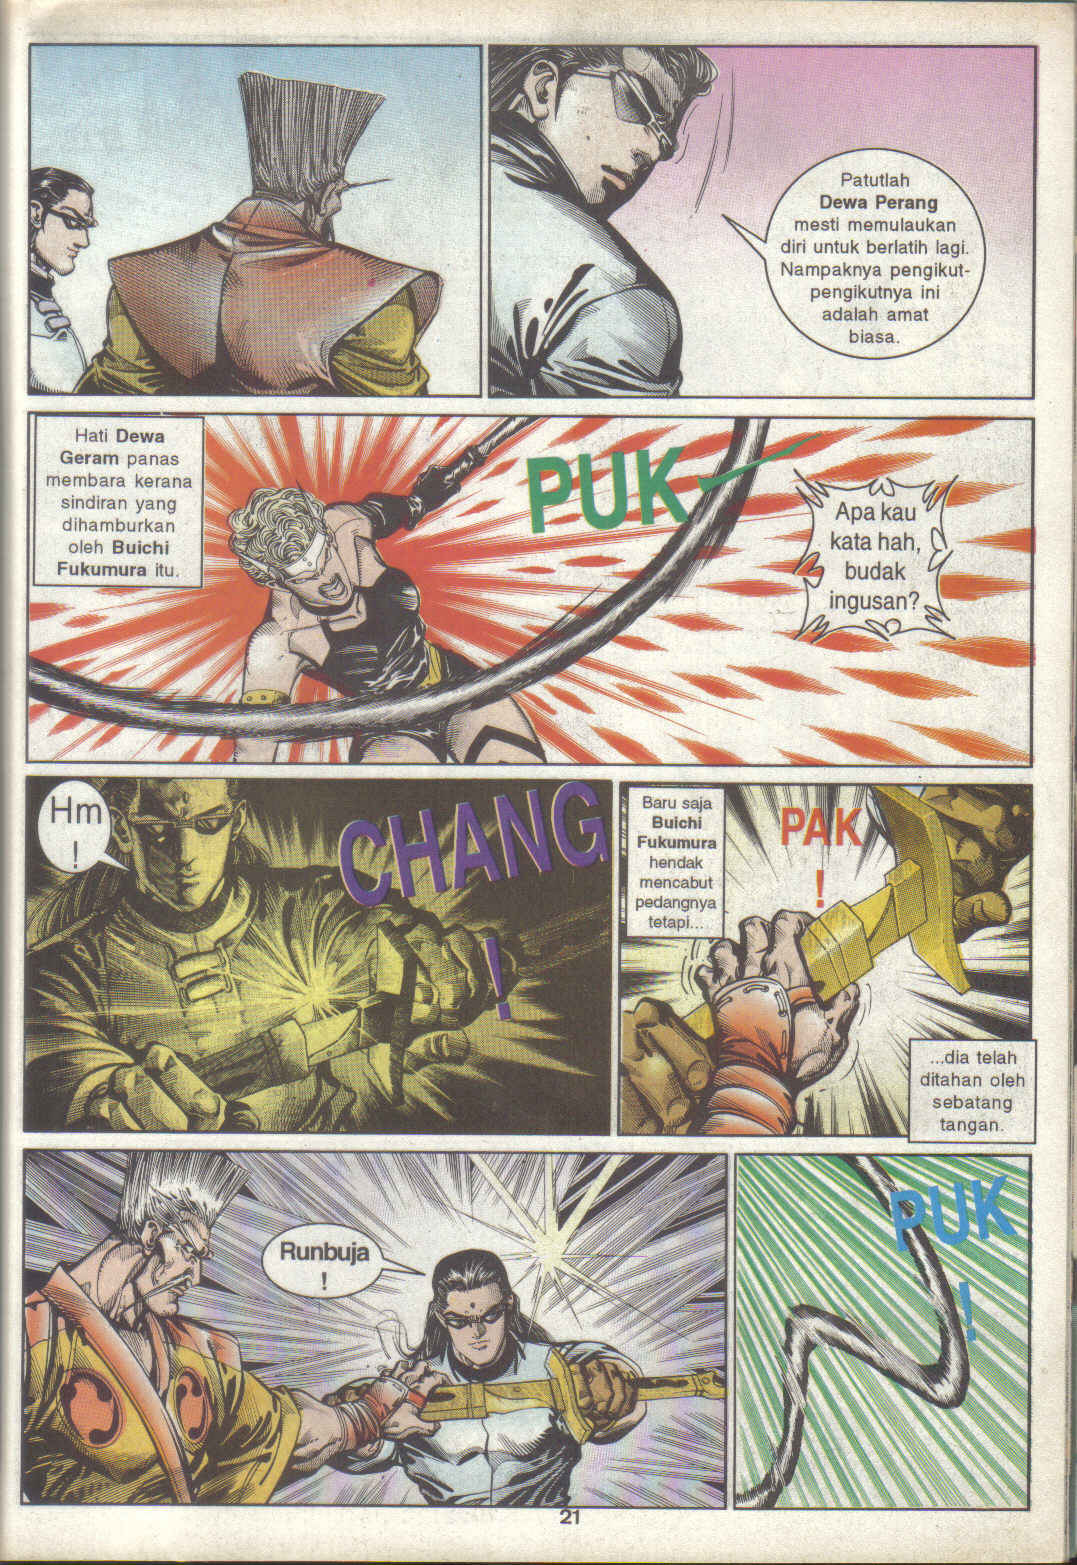 Patutlah
Dewa Perang
mesti memulaukan
diri untuk berlatih lagi.
Nampaknya pengikut-
pengikutnya ini
adalah amat
biasa.
Hati Dewa
Geram panas
membara kerana
sindiran yang
dihamburkan
oleh Buichi
Fukumura itu.
PUK
Apa kau
kata hah,
budak
ingusan?
Hm
!
CHANG
!
Baru saja
Buichi
Fukumura
hendak
mencabut
pedangnya
tetapi...
PAK
!
...dia telah
ditahan oleh
sebatang
tangan.
Runbuja
!
PUK
!
21